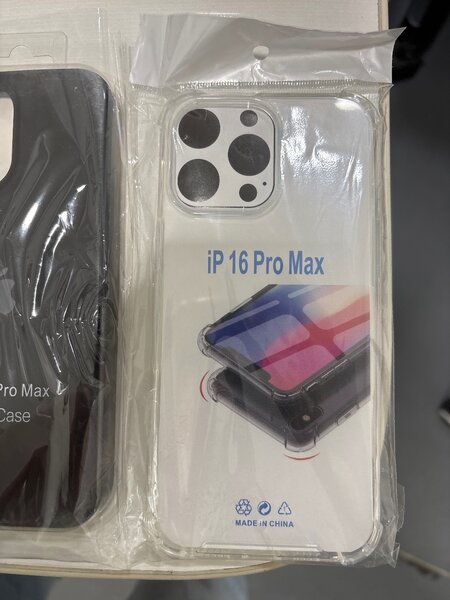 Pro Max
Case
iP 16 Pro Max
MADE IN CHINA